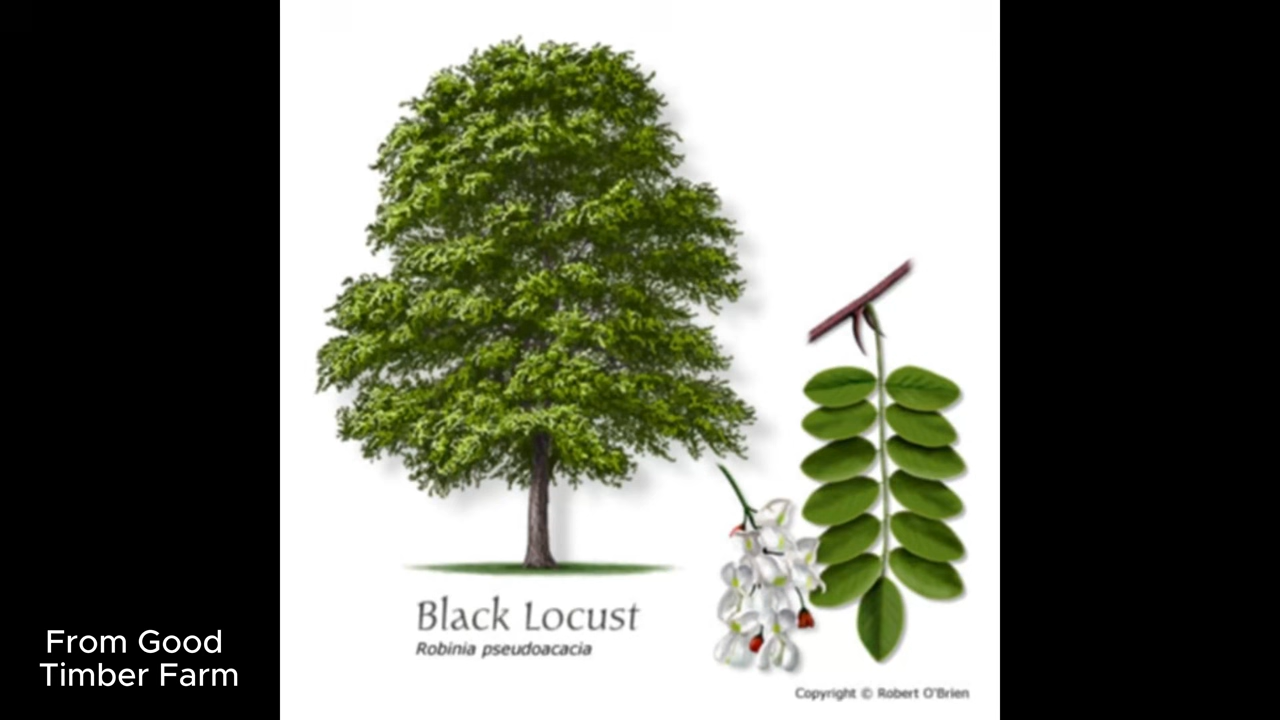 Black Locust
Robinia pseudoacacia
From Good
Timber Farm
Copyright © Robert O'Brien